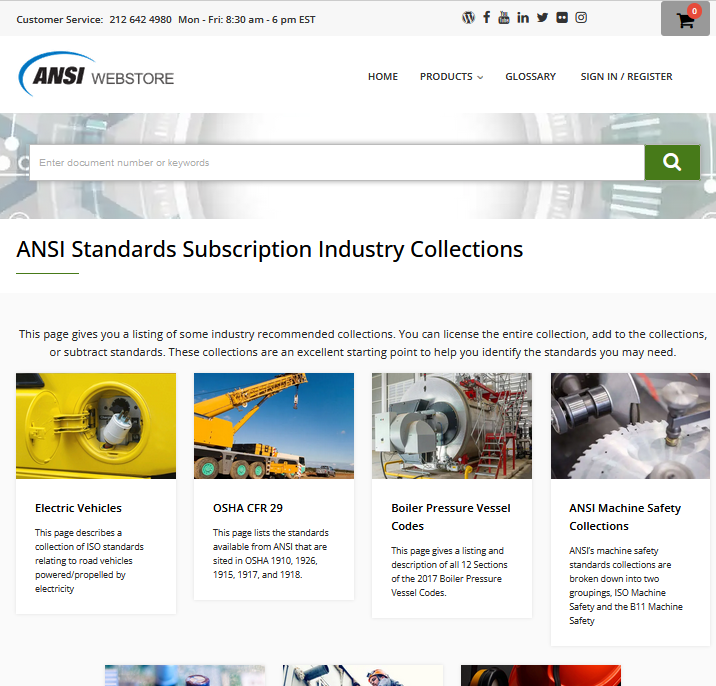 Customer Service: 212 642 4980 Mon - Fri: 8:30 am - 6 pm EST
0
ANSI WEBSTORE
HOME PRODUCTS GLOSSARY SIGN IN / REGISTER
Enter document number or keywords
ANSI Standards Subscription Industry Collections
This page gives you a listing of some industry recommended collections. You can license the entire collection, add to the collections,
or subtract standards. These collections are an excellent starting point to help you identify the standards you may need.
Electric Vehicles
This page describes a
collection of ISO standards
relating to road vehicles
powered/propelled by
electricity
OSHA CFR 29
This page lists the standards
available from ANSI that are
sited in OSHA 1910, 1926,
1915, 1917, and 1918.
Boiler Pressure Vessel
Codes
This page gives a listing and
description of all 12 Sections
of the 2017 Boiler Pressure
Vessel Codes.
ANSI Machine Safety
Collections
ANSI's machine safety
standards collections are
broken down into two
groupings, ISO Machine
Safety and the B11 Machine
Safety